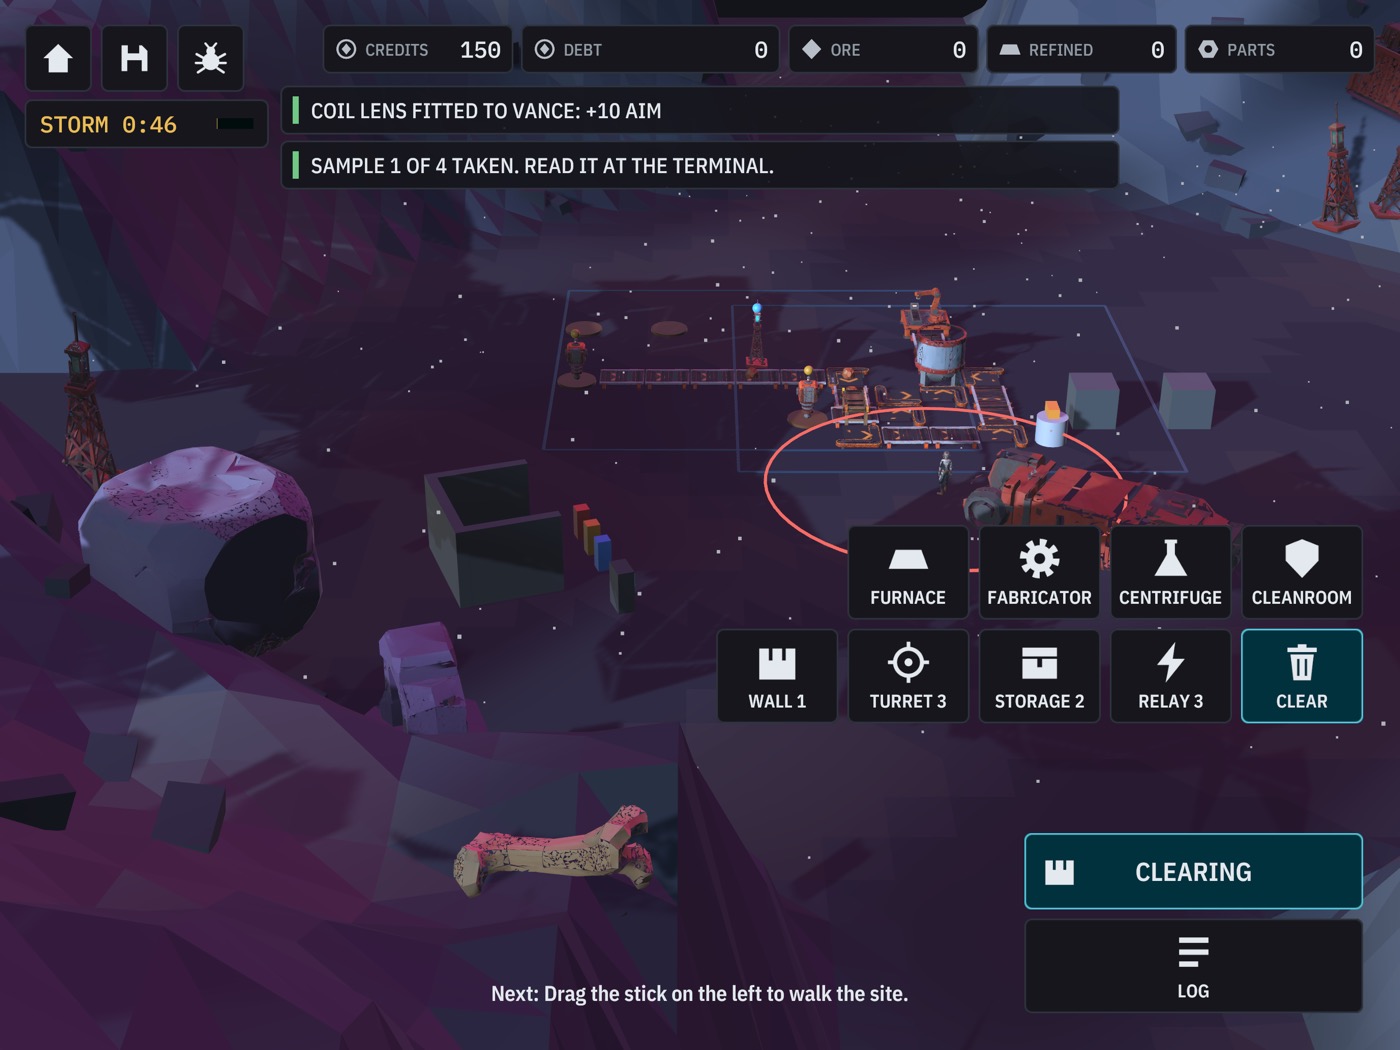 CREDITS 150
DEBT 0
ORE 0
REFINED 0
PARTS 0
STORM 0:46
COIL LENS FITTED TO VANCE: +10 AIM
SAMPLE 1 OF 4 TAKEN. READ IT AT THE TERMINAL.
FURNACE
FABRICATOR
CENTRIFUGE
CLEANROOM
WALL 1
TURRET 3
STORAGE 2
RELAY 3
CLEAR
CLEARING
LOG
Next: Drag the stick on the left to walk the site.